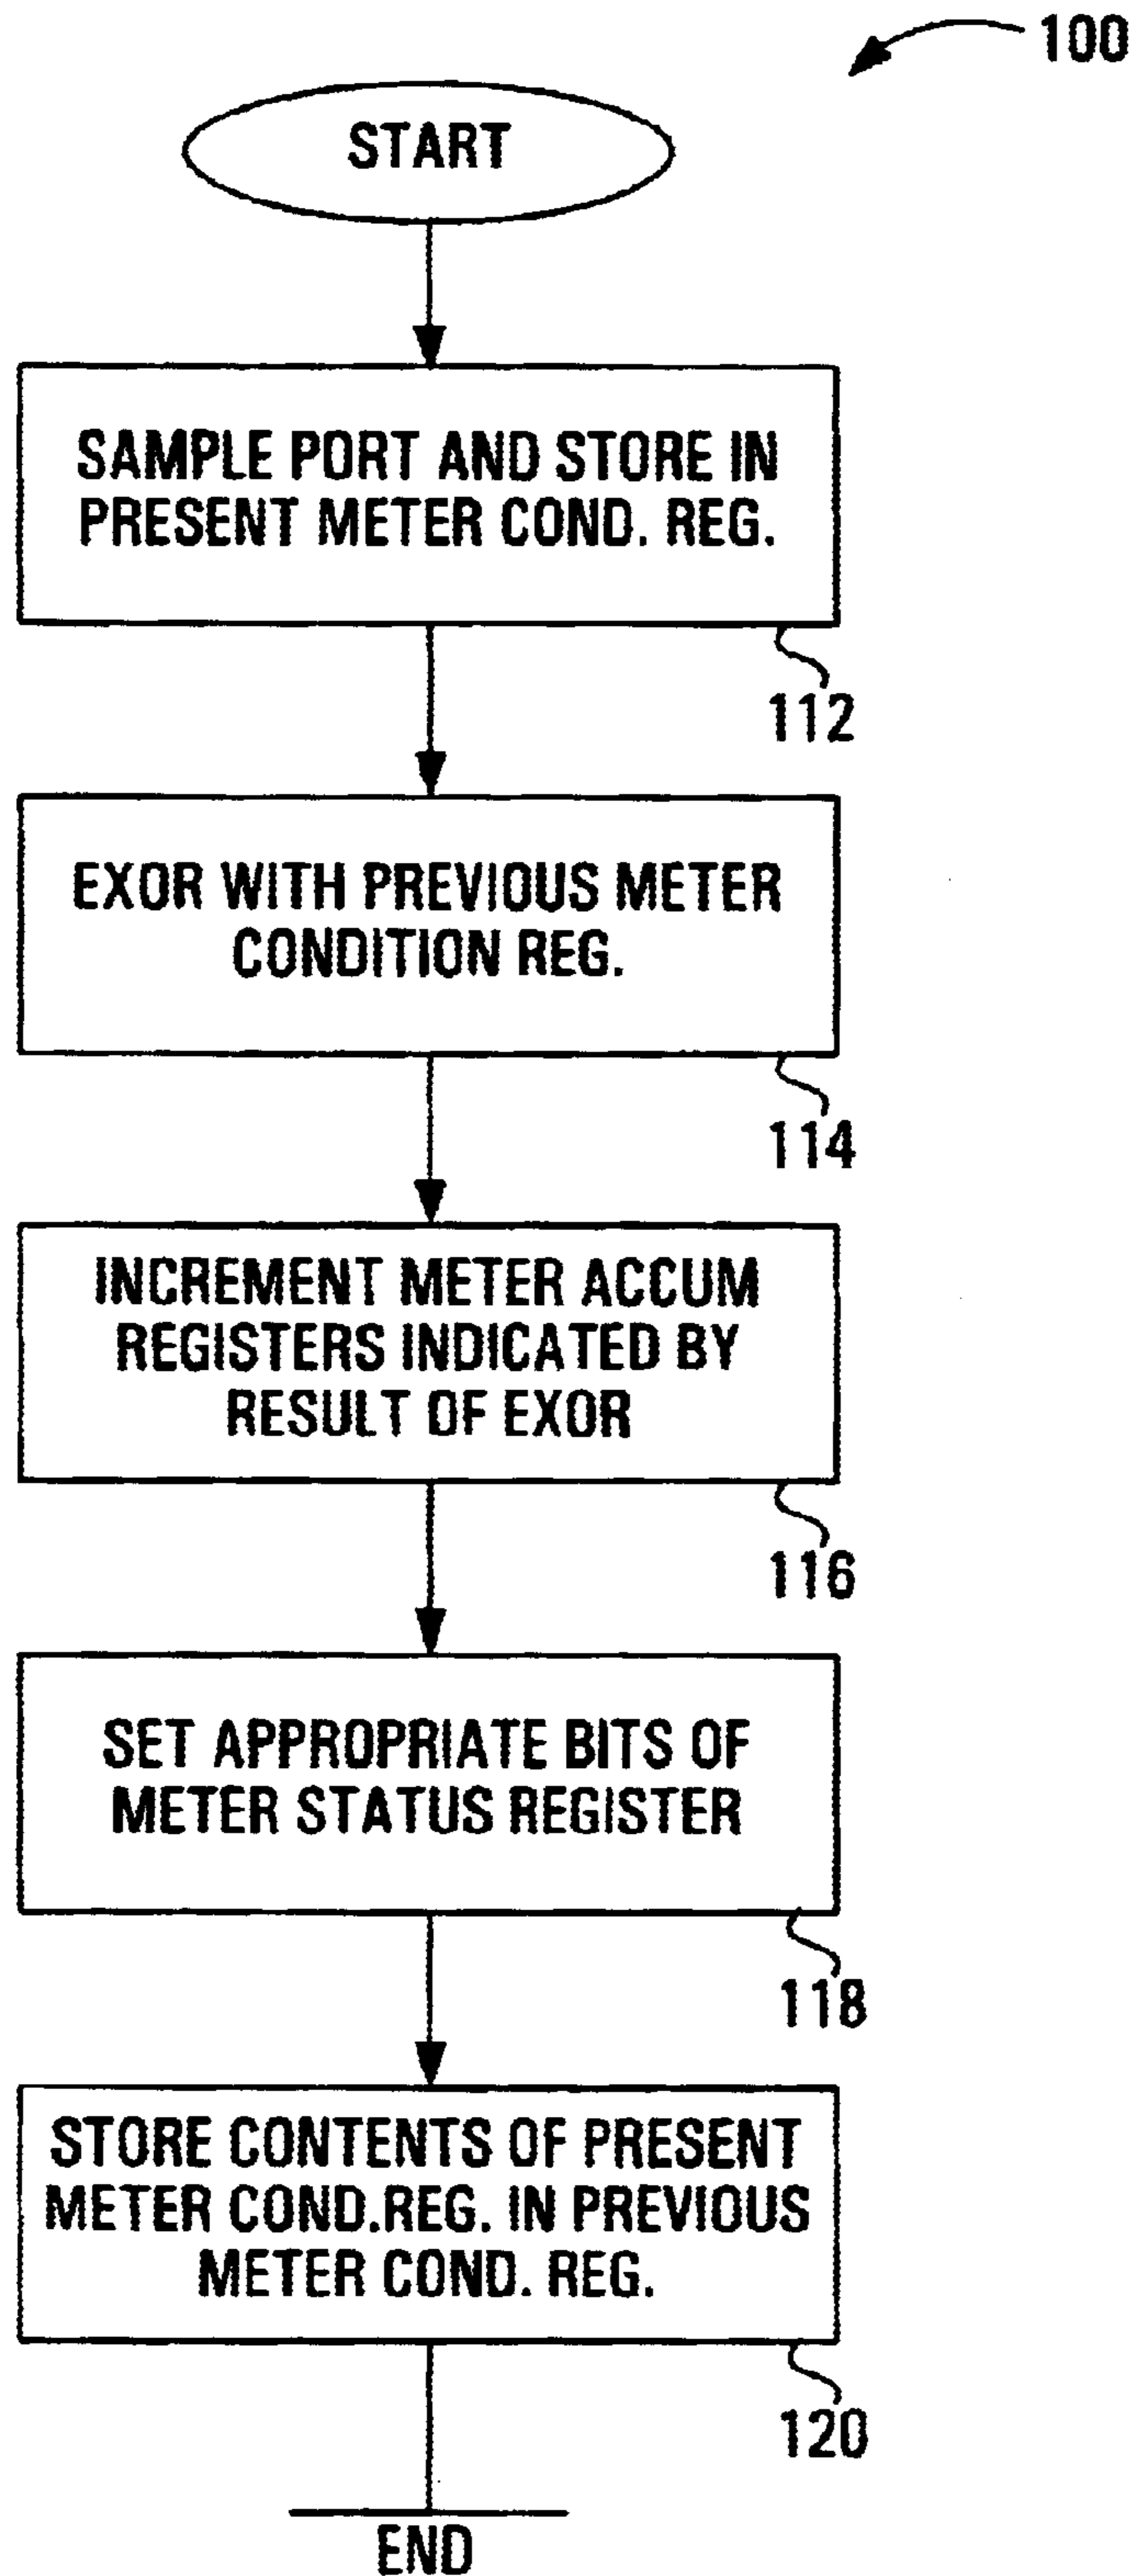 100
START
SAMPLE PORT AND STORE IN
PRESENT METER COND. REG.
112
EXOR WITH PREVIOUS METER
CONDITION REG.
114
INCREMENT METER ACCUM
REGISTERS INDICATED BY
RESULT OF EXOR
116
SET APPROPRIATE BITS OF
METER STATUS REGISTER
118
STORE CONTENTS OF PRESENT
METER COND.REG. IN PREVIOUS
METER COND. REG.
120
END